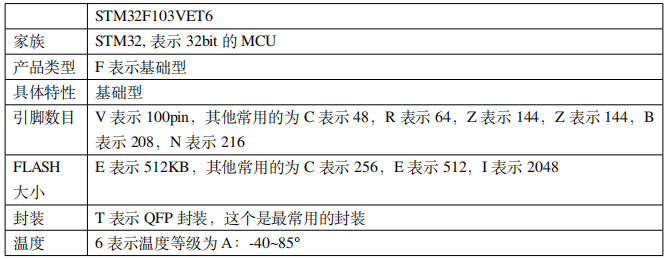 STM32F103VET6
家族 STM32, 表示 32bit 的 MCU
产品类型 F 表示基础型
具体特性 基础型
引脚数目 V 表示 100pin，其他常用的为 C 表示 48，R 表示 64，Z 表示 144，Z 表示 144，B
表示 208，N 表示 216
FLASH E 表示 512KB，其他常用的为 C 表示 256，E 表示 512，I 表示 2048
大小
封装 T 表示 QFP 封装，这个是最常用的封装
温度 6 表示温度等级为 A：-40~85°